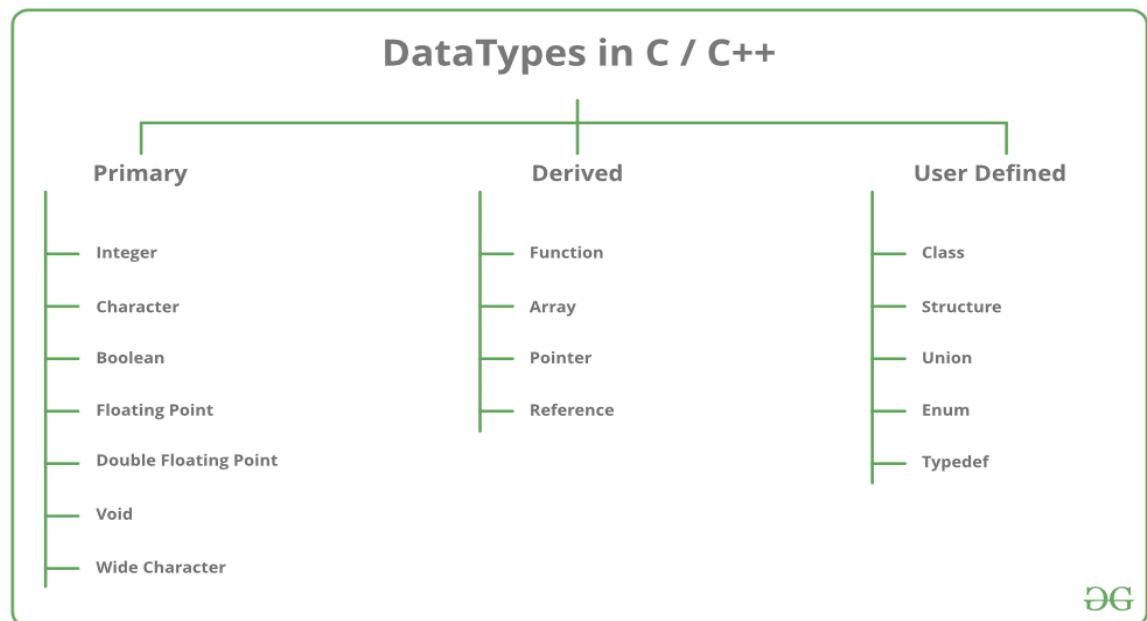 DataTypes in C / C++
Primary
Integer
Character
Boolean
Floating Point
Double Floating Point
Void
Wide Character
Derived
Function
Array
Pointer
Reference
User Defined
Class
Structure
Union
Enum
Typedef